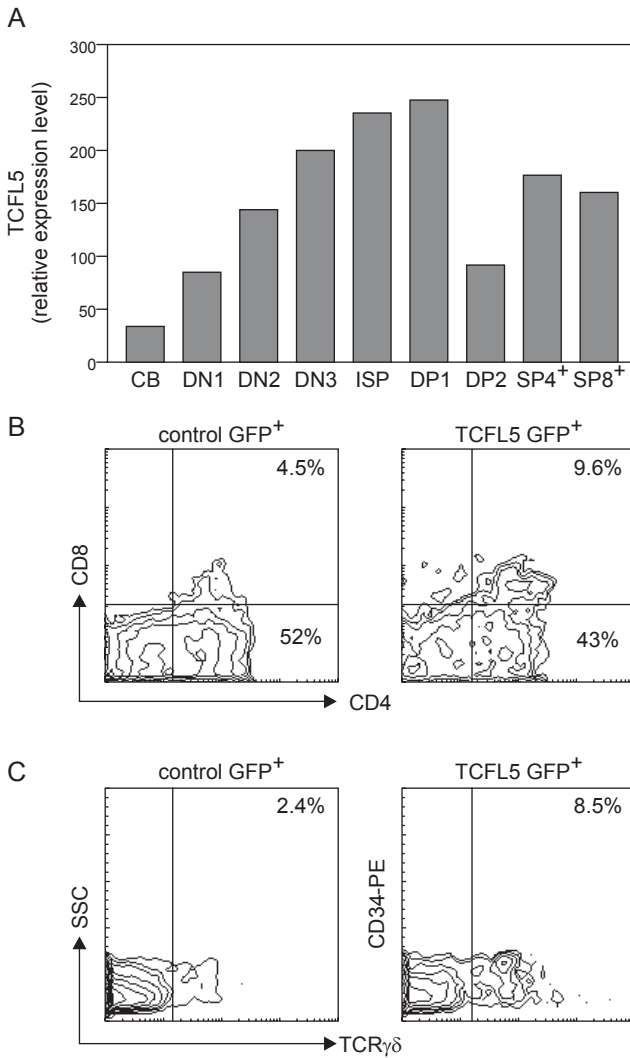 A
TCFL5
(relative expression level)
300
250
200
150
100
50
0
CB DN1 DN2 DN3 ISP DP1 DP2 SP4⁺ SP8⁺
B
control GFP⁺
TCFL5 GFP⁺
4.5%
9.6%
CD8
52%
43%
CD4
C
control GFP⁺
TCFL5 GFP⁺
2.4%
8.5%
SSC
CD34-PE
TCRγδ